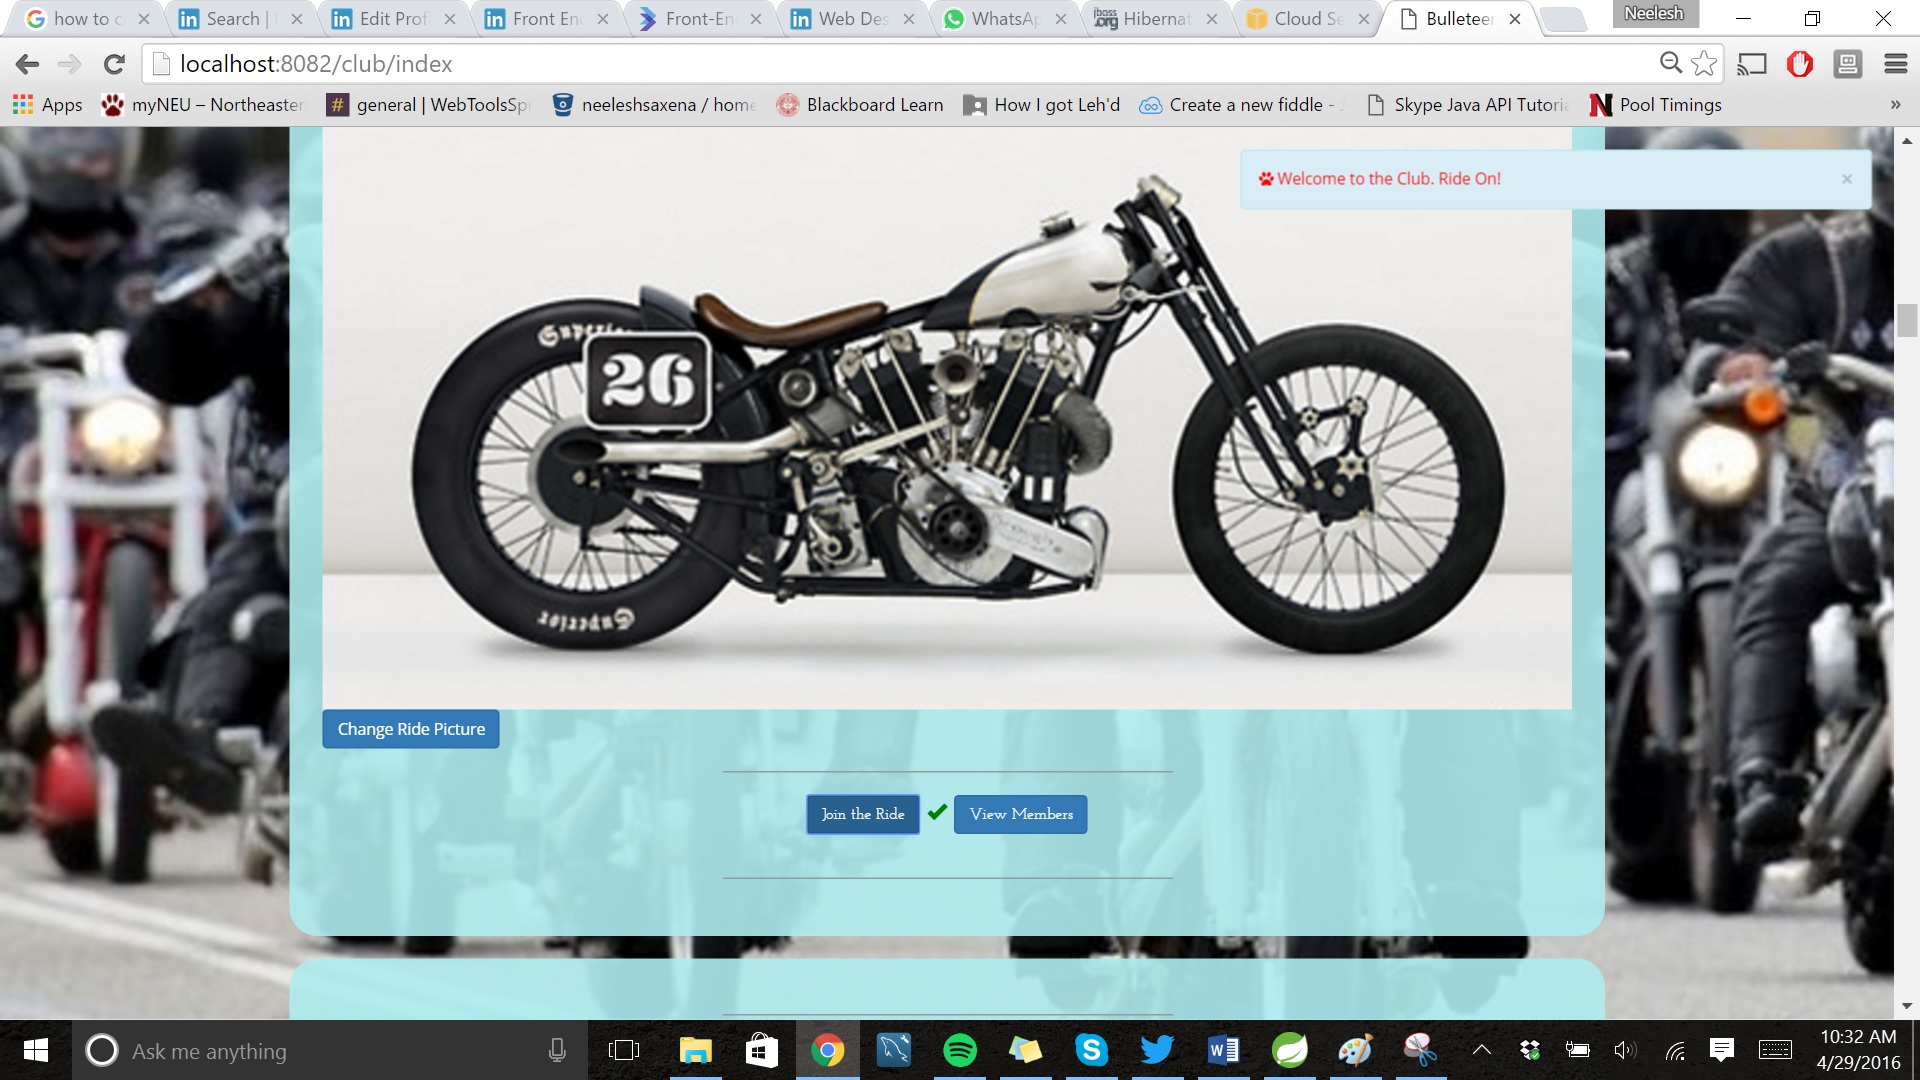 how to c
Search |
Edit Prof
Front En
Front-En
Web Des
WhatsAp
Hibernat
Cloud Se
Bulleteer
Neelesh
localhost:8082/club/index
Apps
myNEU – Northeaster
general | WebToolsSp
neeleshsaxena / home
Blackboard Learn
How I got Leh'd
Create a new fiddle -
Skype Java API Tutori
Pool Timings
»
Welcome to the Club. Ride On!
×
26
Superior
Change Ride Picture
Join the Ride
View Members
Ask me anything
10:32 AM
4/29/2016